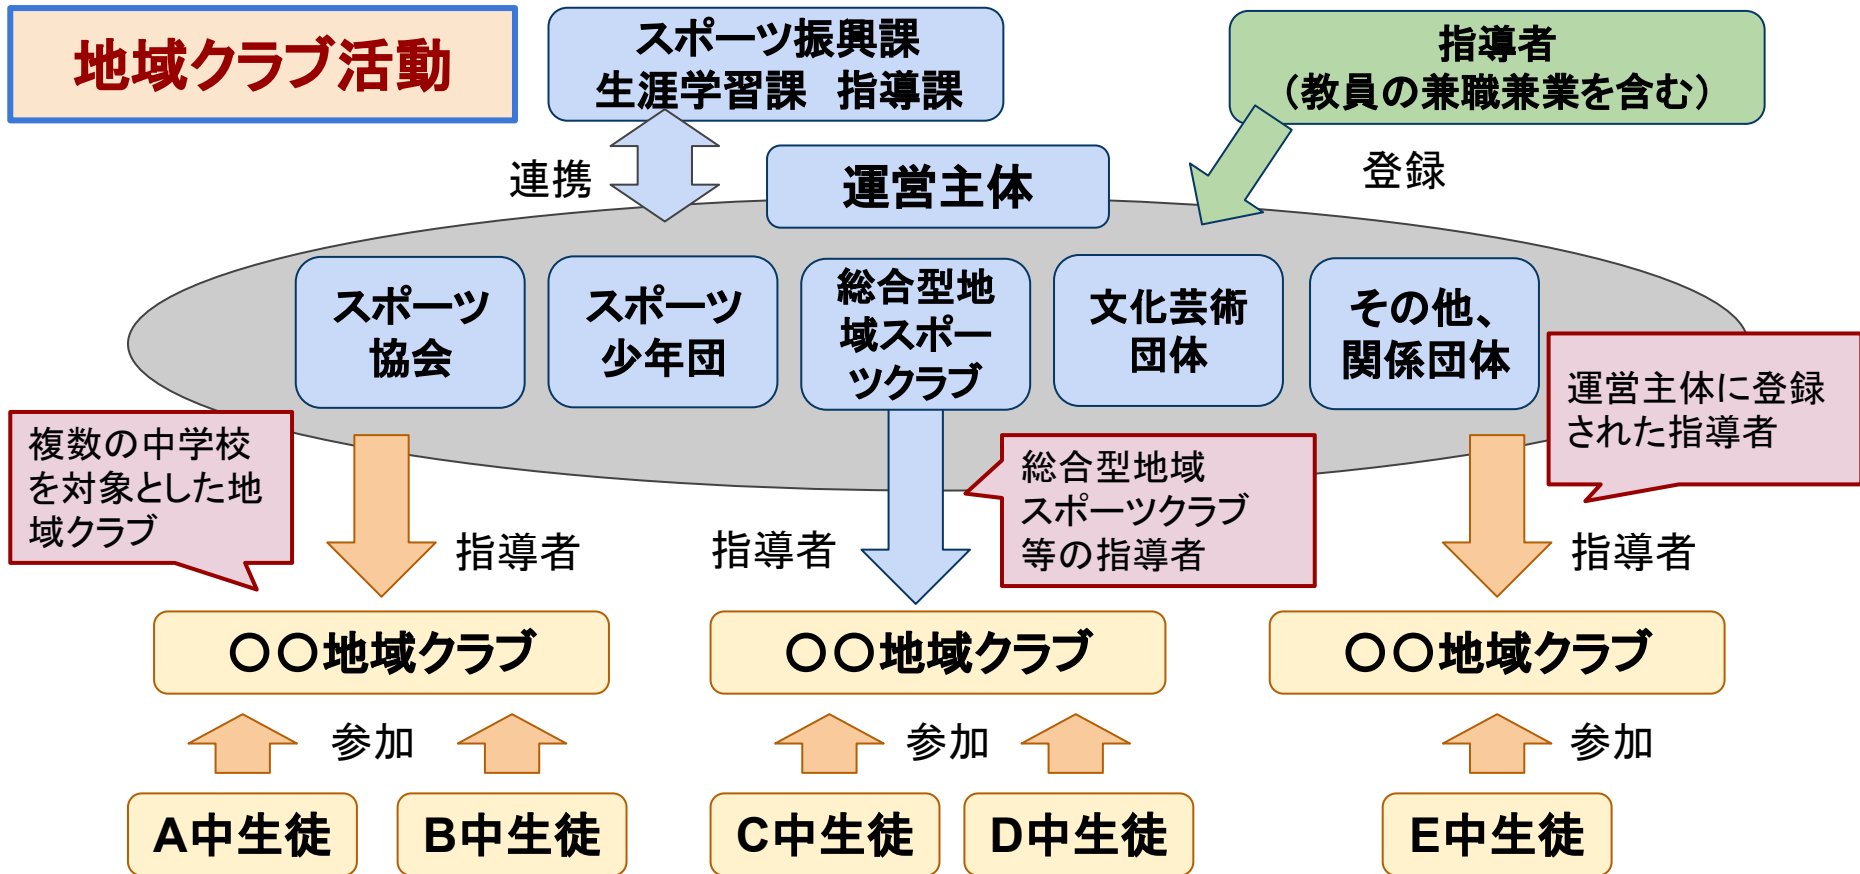 地域クラブ活動
スポーツ振興課
生涯学習課　指導課
指導者
（教員の兼職兼業を含む）
連携
運営主体
登録
スポーツ
協会
スポーツ
少年団
総合型地
域スポー
ツクラブ
文化芸術
団体
その他、
関係団体
複数の中学校
を対象とした地
域クラブ
総合型地域
スポーツクラブ
等の指導者
運営主体に登録
された指導者
指導者
指導者
指導者
〇〇地域クラブ
〇〇地域クラブ
〇〇地域クラブ
参加
参加
参加
A中生徒
B中生徒
C中生徒
D中生徒
E中生徒